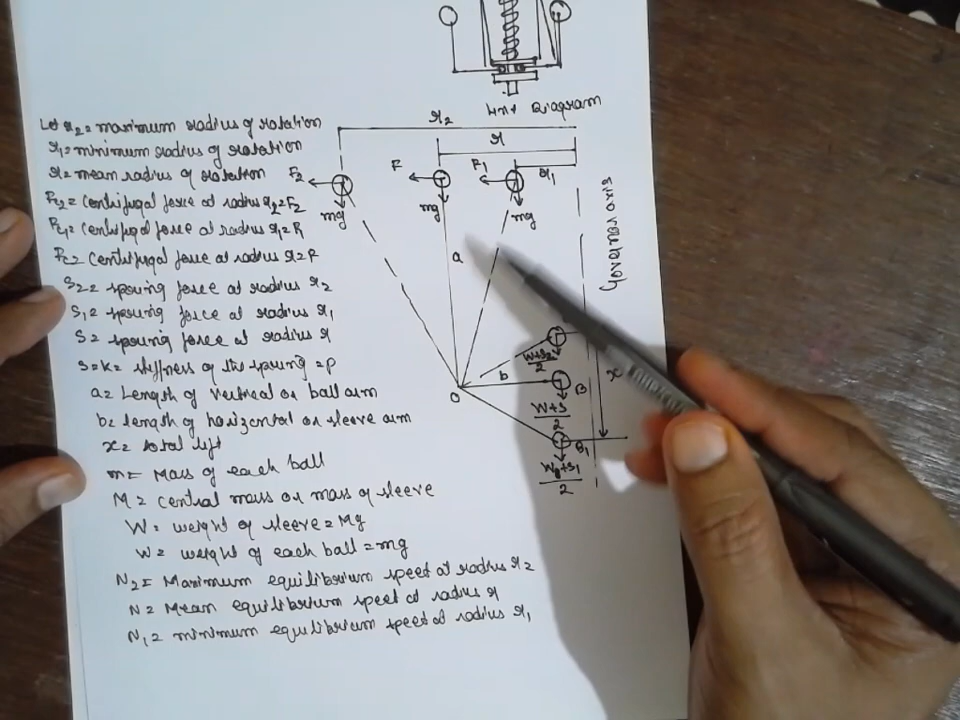 Line Diagram
Let r2 = maximum radius of rotation
r1 = minimum radius of rotation
r = mean radius of rotation
Fc2 = centrifugal force at radius r2 = F2
Fc1 = centrifugal force at radius r1 = F1
Fc = centrifugal force at radius r = F
S2 = spring force at radius r2
S1 = spring force at radius r1
S = spring force at radius r
s = k = stiffness of the spring = p
a = Length of vertical or ball arm
b = length of horizontal or sleeve arm
x = total lift
m = Mass of each ball
M = central mass or mass of sleeve
W = weight of sleeve = Mg
w = weight of each ball = mg
N2 = Maximum equilibrium speed at radius r2
N = Mean equilibrium speed at radius r
N1 = minimum equilibrium speed at radius r1
r2
r
r1
F2
F
F1
mg
mg
mg
a
Governor axis
W+S2
2
b
B
x
O
W+S
2
B1
2